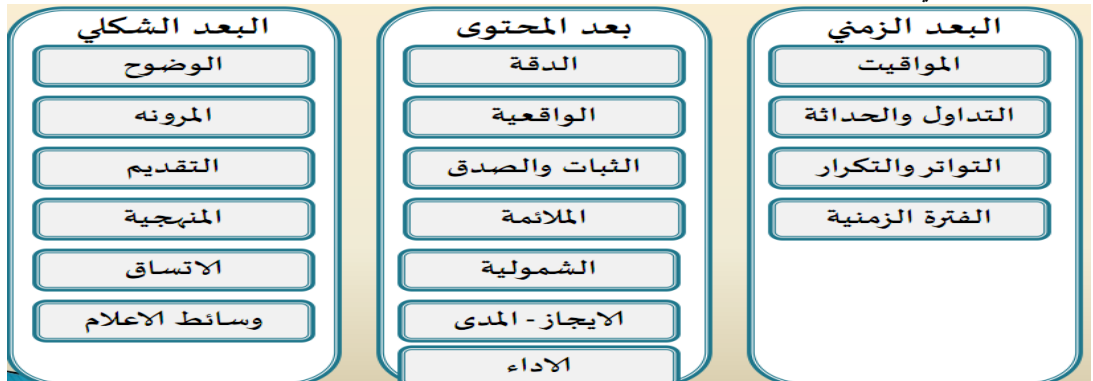 البعد الزمني
المواقيت
التداول والحداثة
التواتر والتكرار
الفترة الزمنية
بعد المحتوى
الدقة
الواقعية
الثبات والصدق
الملائمة
الشمولية
الايجاز - المدى
الاداء
البعد الشكلي
الوضوح
المرونه
التقديم
المنهجية
الاتساق
وسائط الاعلام